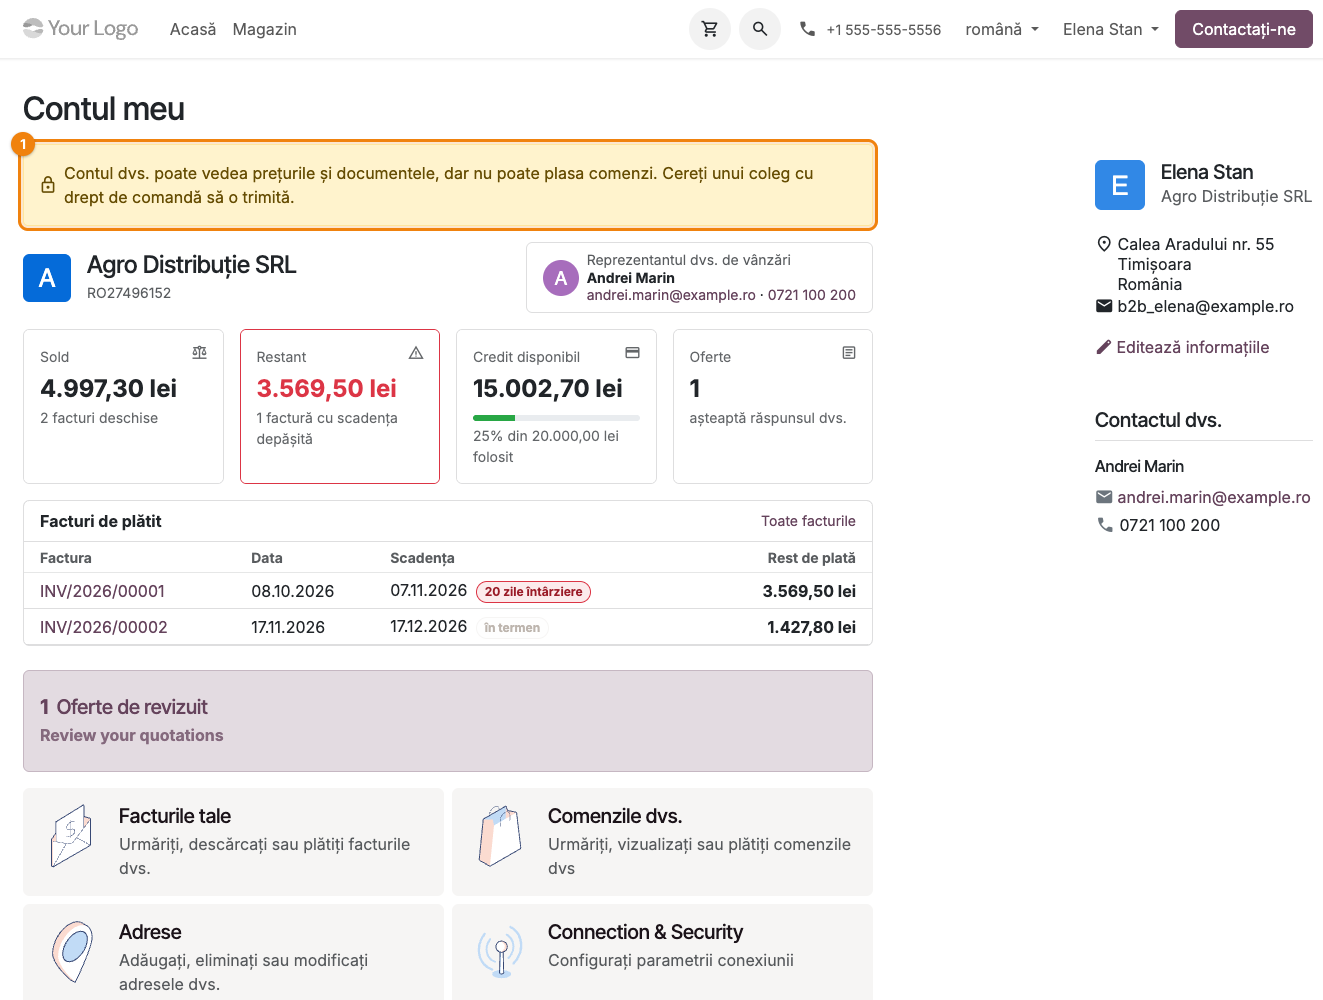 Your Logo
Acasă
Magazin
+1 555-555-5556
română
Elena Stan
Contactați-ne
Contul meu
1
Contul dvs. poate vedea prețurile și documentele, dar nu poate plasa comenzi. Cereți unui coleg cu
drept de comandă să o trimită.
A
Agro Distribuție SRL
RO27496152
A
Reprezentantul dvs. de vânzări
Andrei Marin
andrei.marin@example.ro · 0721 100 200
Sold
4.997,30 lei
2 facturi deschise
Restant
3.569,50 lei
1 factură cu scadența
depășită
Credit disponibil
15.002,70 lei
25% din 20.000,00 lei
folosit
Oferte
1
așteaptă răspunsul dvs.
Facturi de plătit
Toate facturile
Factura Data Scadența Rest de plată
INV/2026/00001 08.10.2026 07.11.2026 20 zile întârziere 3.569,50 lei
INV/2026/00002 17.11.2026 17.12.2026 în termen 1.427,80 lei
1 Oferte de revizuit
Review your quotations
$
Facturile tale
Urmăriți, descărcați sau plătiți facturile
dvs.
Comenzile dvs.
Urmăriți, vizualizați sau plătiți comenzile
dvs
Adrese
Adăugați, eliminați sau modificați
adresele dvs.
Connection & Security
Configurați parametrii conexiunii
E
Elena Stan
Agro Distribuție SRL
Calea Aradului nr. 55
Timișoara
România
b2b_elena@example.ro
Editează informațiile
Contactul dvs.
Andrei Marin
andrei.marin@example.ro
0721 100 200